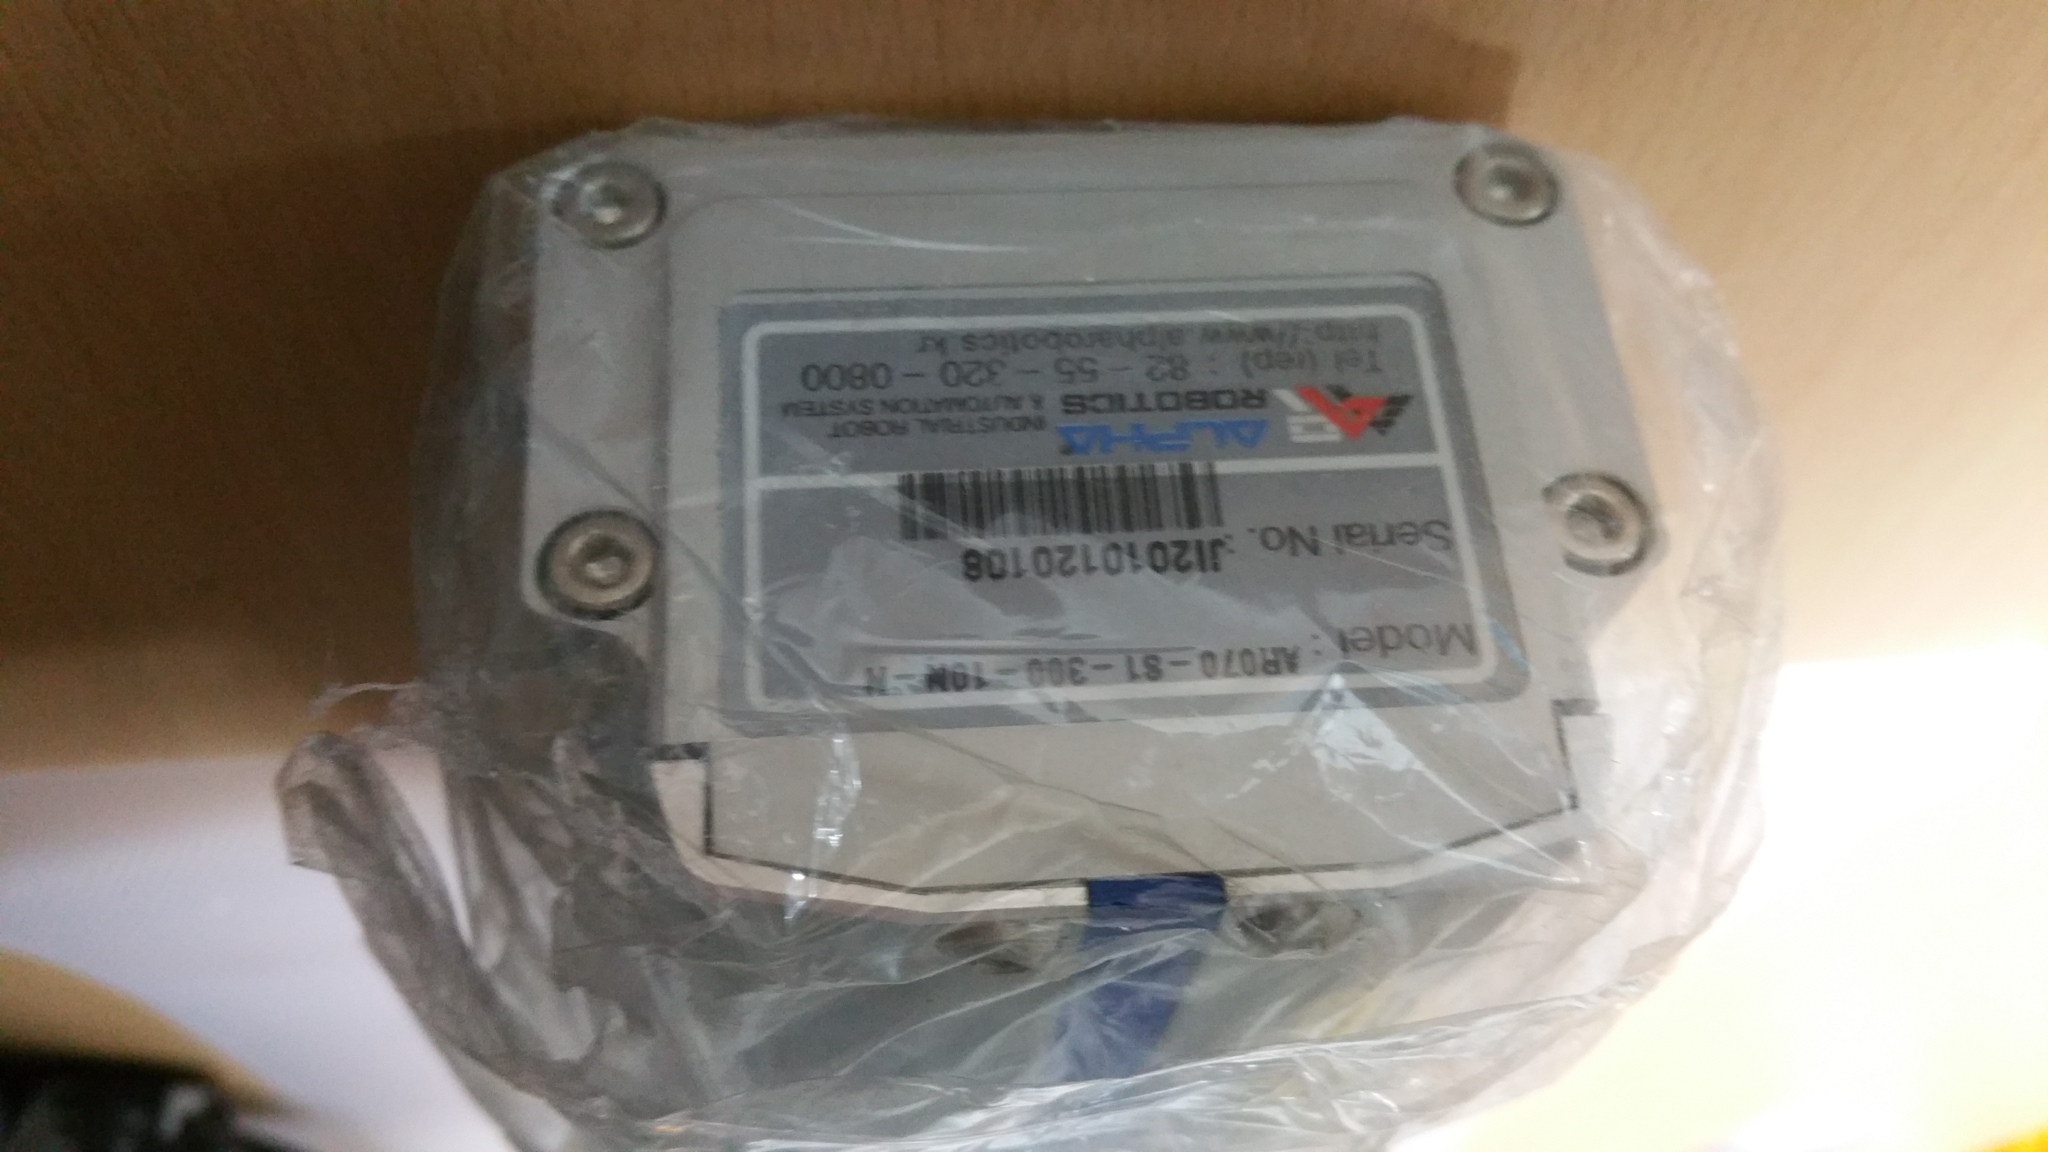 Model : AR070-S1-300-10N-N
Serial No. : JI2010120108
ALPHA ROBOTICS
INDUSTRIAL ROBOT
& AUTOMATION SYSTEM
Tel (rep) : 82 - 55 - 320 - 0800
http://www.alpharobotics.kr